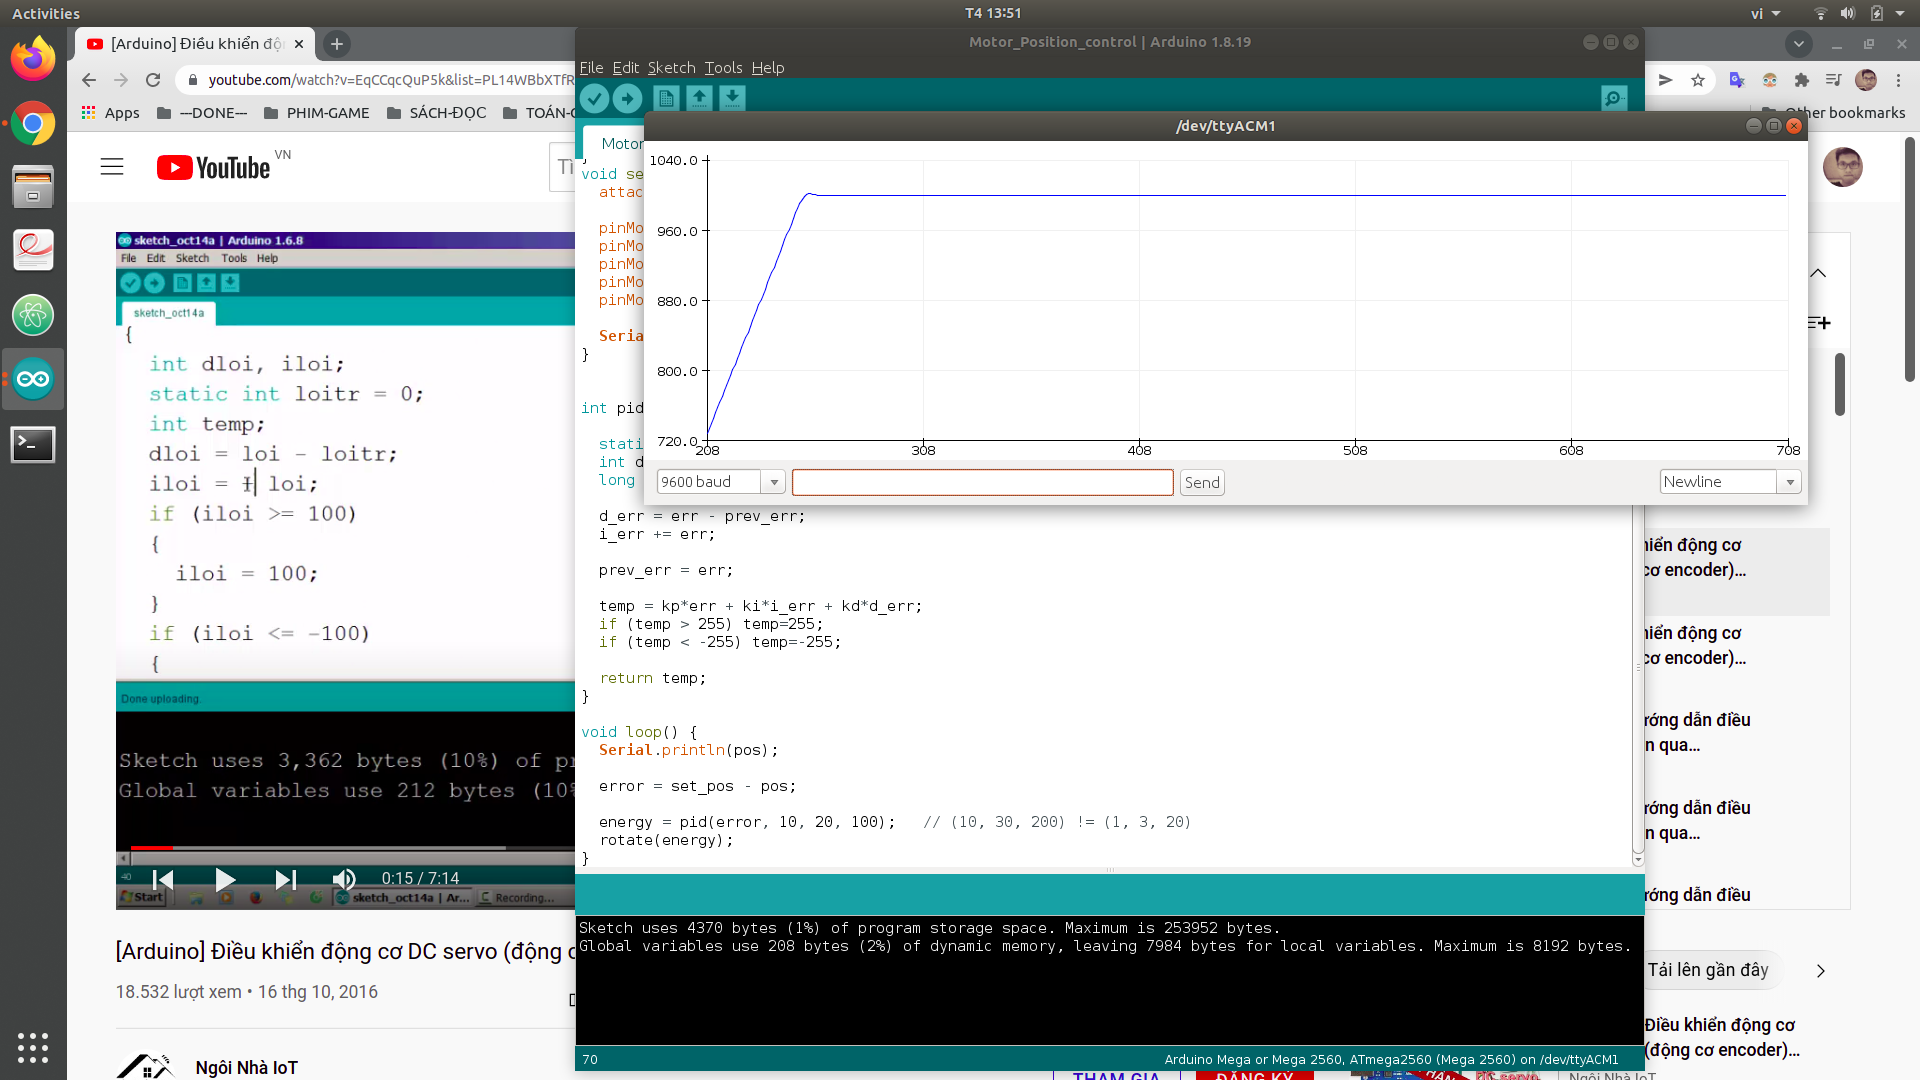 Activities
T4 13:51
vi
[Arduino] Điều khiển độ
youtube.com/watch?v=EqCCqcQuP5k&list=PL14WBbXTfR
Apps
---DONE---
PHIM-GAME
SÁCH-ĐỌC
TOÁN-
Other bookmarks
YouTube
VN
sketch_oct14a | Arduino 1.6.8
File Edit Sketch Tools Help
sketch_oct14a
{
int dloi, iloi;
static int loitr = 0;
int temp;
dloi = loi - loitr;
iloi = loi;
if (iloi >= 100)
{
iloi = 100;
}
if (iloi <= -100)
{
Done uploading.
Sketch uses 3,362 bytes (10%) of p
Global variables use 212 bytes (10%
40
0:15 / 7:14
Start
sketch_oct14a | Ar...
Recording...
[Arduino] Điều khiển động cơ DC servo (động c
18.532 lượt xem • 16 thg 10, 2016
Ngôi Nhà IoT
Motor_Position_control | Arduino 1.8.19
File Edit Sketch Tools Help
Motor
}
void se
attac
pinMo
pinMo
pinMo
pinMo
pinMo
Seria
}
int pid
stati
int d
long
d_err = err - prev_err;
i_err += err;
prev_err = err;
temp = kp*err + ki*i_err + kd*d_err;
if (temp > 255) temp=255;
if (temp < -255) temp=-255;
return temp;
}
void loop() {
Serial.println(pos);
error = set_pos - pos;
energy = pid(error, 10, 20, 100);   // (10, 30, 200) != (1, 3, 20)
rotate(energy);
}
Sketch uses 4370 bytes (1%) of program storage space. Maximum is 253952 bytes.
Global variables use 208 bytes (2%) of dynamic memory, leaving 7984 bytes for local variables. Maximum is 8192 bytes.
70
Arduino Mega or Mega 2560, ATmega2560 (Mega 2560) on /dev/ttyACM1
/dev/ttyACM1
1040.0
960.0
880.0
800.0
720.0
208 308 408 508 608 708
9600 baud
Send
Newline
hiển động cơ
cơ encoder)...
hiển động cơ
cơ encoder)...
ướng dẫn điều
n qua...
ướng dẫn điều
n qua...
ướng dẫn điều
Tải lên gần đây
Điều khiển động cơ
(động cơ encoder)...
Ngôi Nhà IoT
THAM GIA
ĐĂNG KÝ